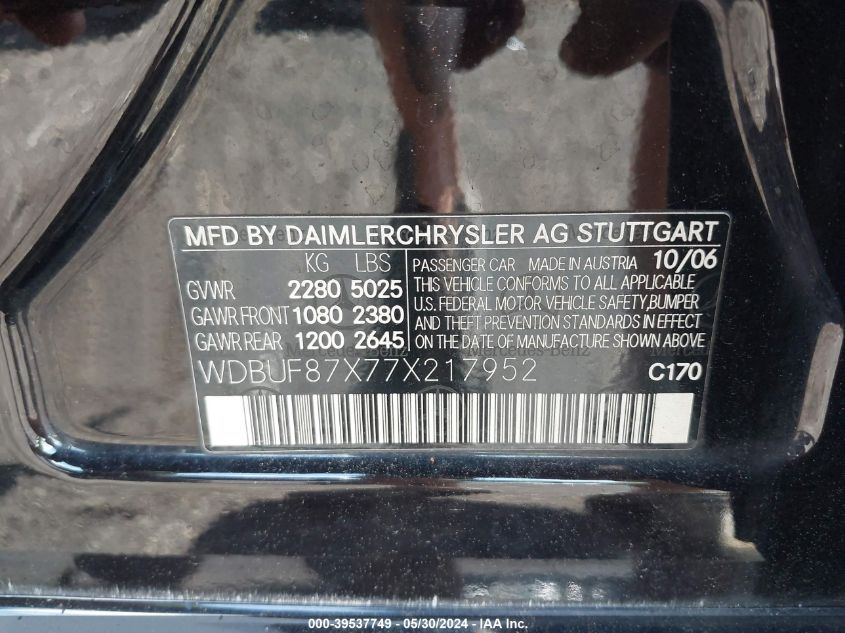 MFD BY DAIMLERCHRYSLER AG STUTTGART
KG LBS
GVWR 2280 5025
GAWR FRONT 1080 2380
GAWR REAR 1200 2645
PASSENGER CAR MADE IN AUSTRIA 10/06
THIS VEHICLE CONFORMS TO ALL APPLICABLE
U.S. FEDERAL MOTOR VEHICLE SAFETY, BUMPER
AND THEFT PREVENTION STANDARDS IN EFFECT
ON THE DATE OF MANUFACTURE SHOWN ABOVE
Mercedes Benz
WDBUF87X77X217952 C170
000-39537749 - 05/30/2024 - IAA Inc.